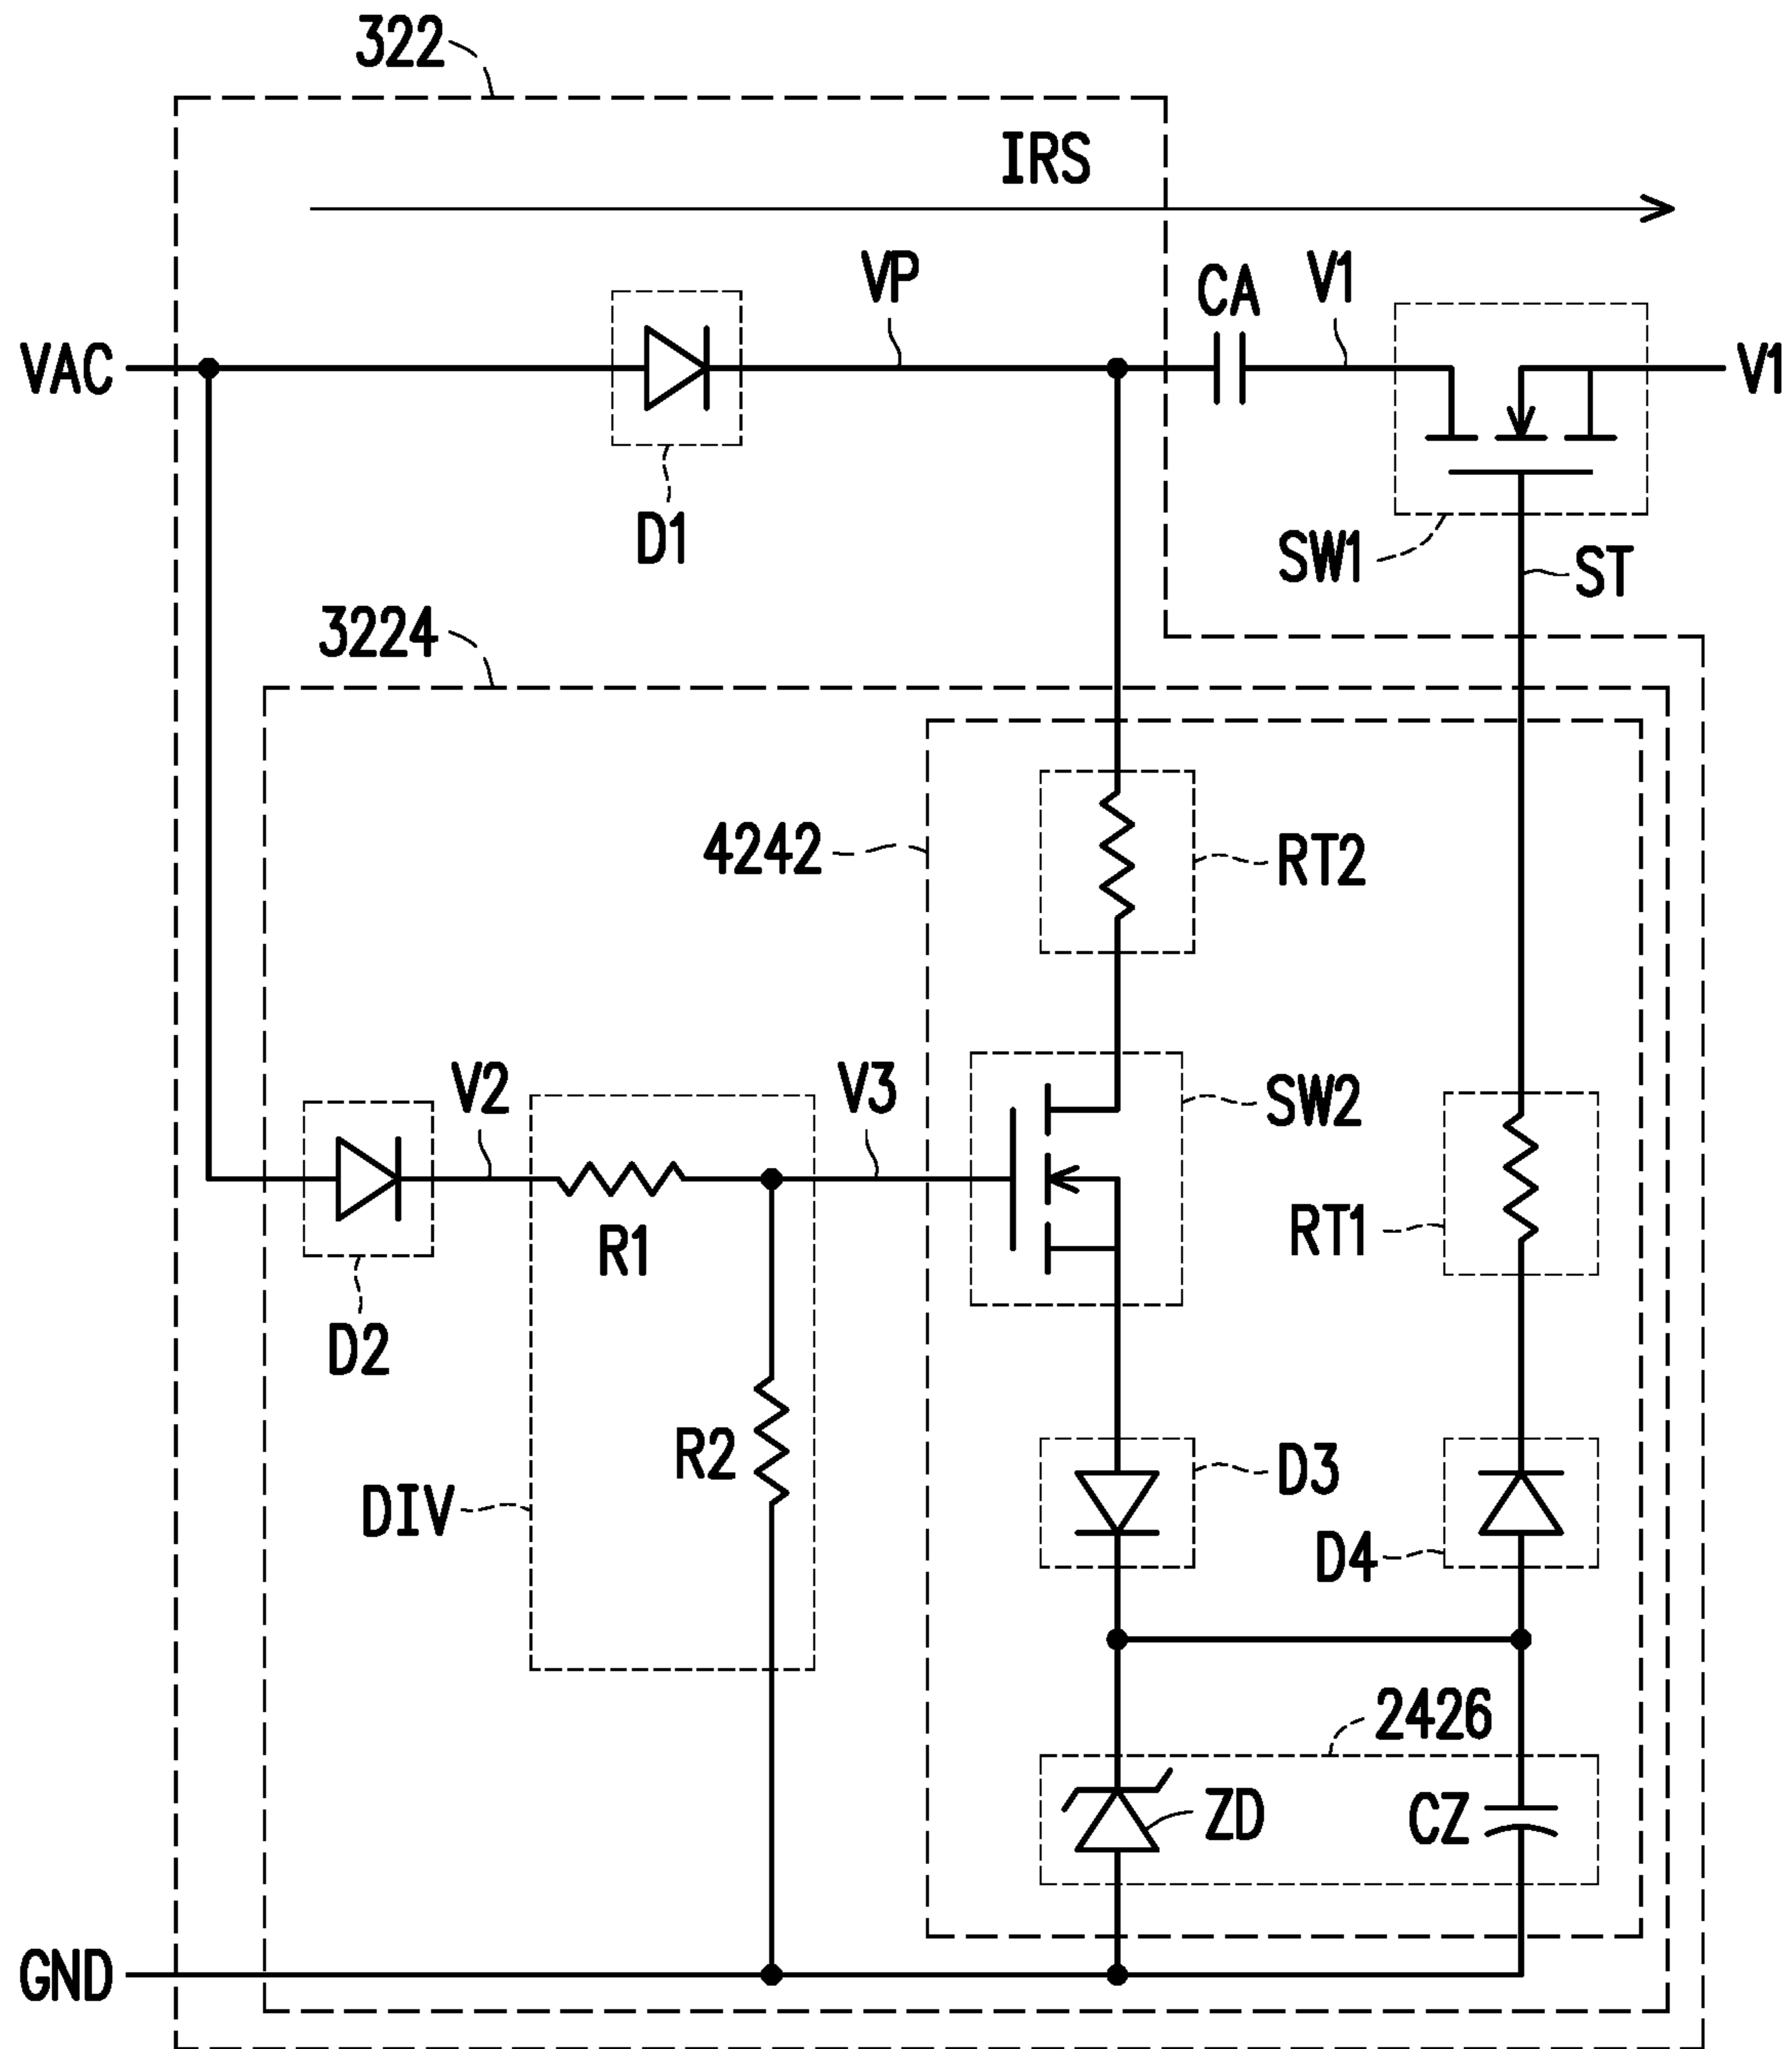 322
IRS
VP
CA
V1
VAC
V1
D1
SW1
ST
3224
4242
RT2
V2
V3
SW2
R1
RT1
D2
R2
D3
DIV
D4
2426
ZD
CZ
GND